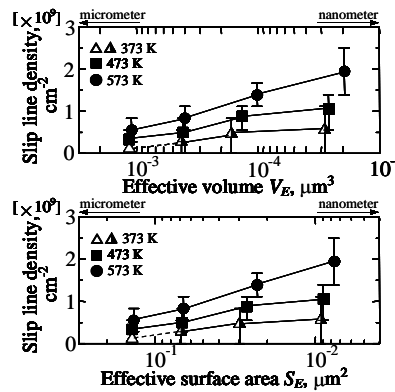 [×10⁹]
micrometer
nanometer
Slip line density, cm⁻²
3
2
1
0
373 K
473 K
573 K
10⁻³
10⁻⁴
10⁻
Effective volume V_E, μm³
[×10⁹]
micrometer
nanometer
Slip line density, cm⁻²
3
2
1
0
373 K
473 K
573 K
10⁻¹
10⁻²
Effective surface area S_E, μm²